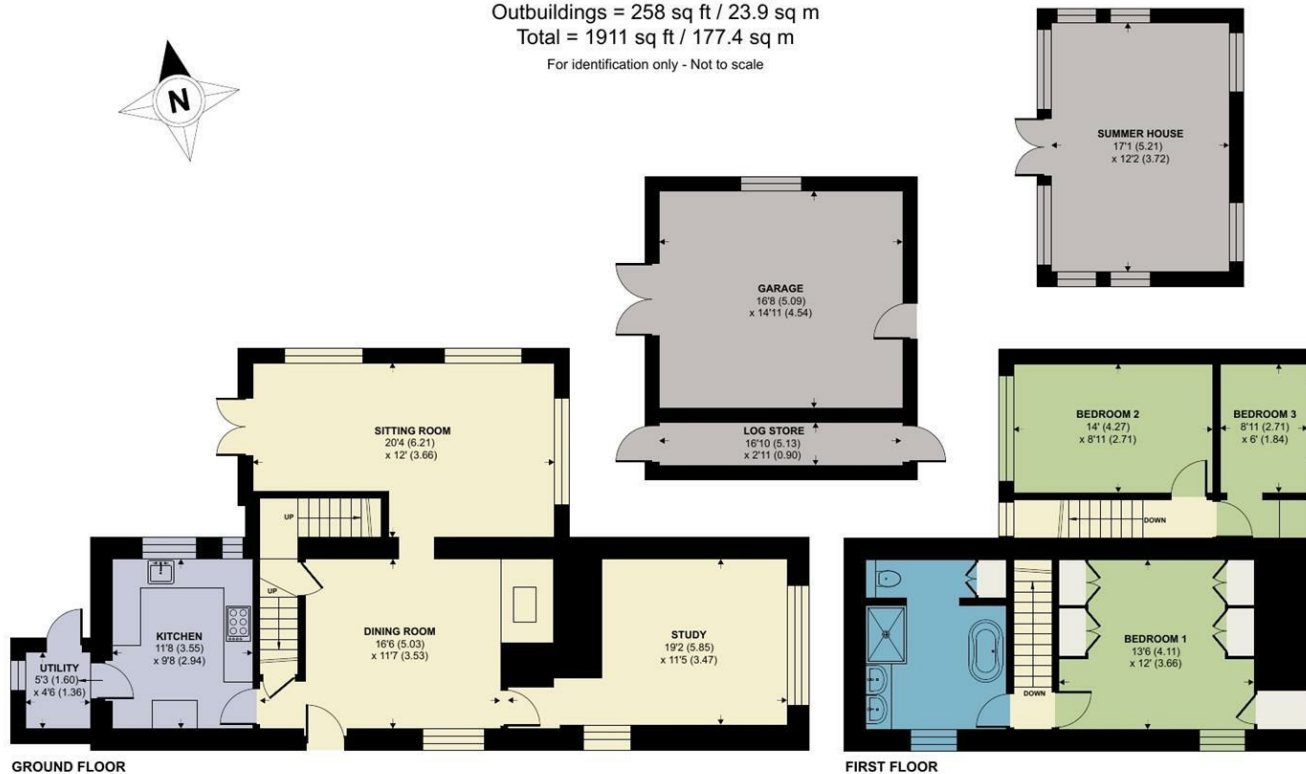 Outbuildings = 258 sq ft / 23.9 sq m
Total = 1911 sq ft / 177.4 sq m
For identification only - Not to scale
N
SUMMER HOUSE
17'1 (5.21)
x 12'2 (3.72)
GARAGE
16'8 (5.09)
x 14'11 (4.54)
LOG STORE
16'10 (5.13)
x 2'11 (0.90)
SITTING ROOM
20'4 (6.21)
x 12' (3.66)
UP
UP
KITCHEN
11'8 (3.55)
x 9'8 (2.94)
UTILITY
5'3 (1.60)
x 4'6 (1.36)
DINING ROOM
16'6 (5.03)
x 11'7 (3.53)
STUDY
19'2 (5.85)
x 11'5 (3.47)
GROUND FLOOR
BEDROOM 2
14' (4.27)
x 8'11 (2.71)
BEDROOM 3
8'11 (2.71)
x 6' (1.84)
DOWN
BEDROOM 1
13'6 (4.11)
x 12' (3.66)
DOWN
FIRST FLOOR